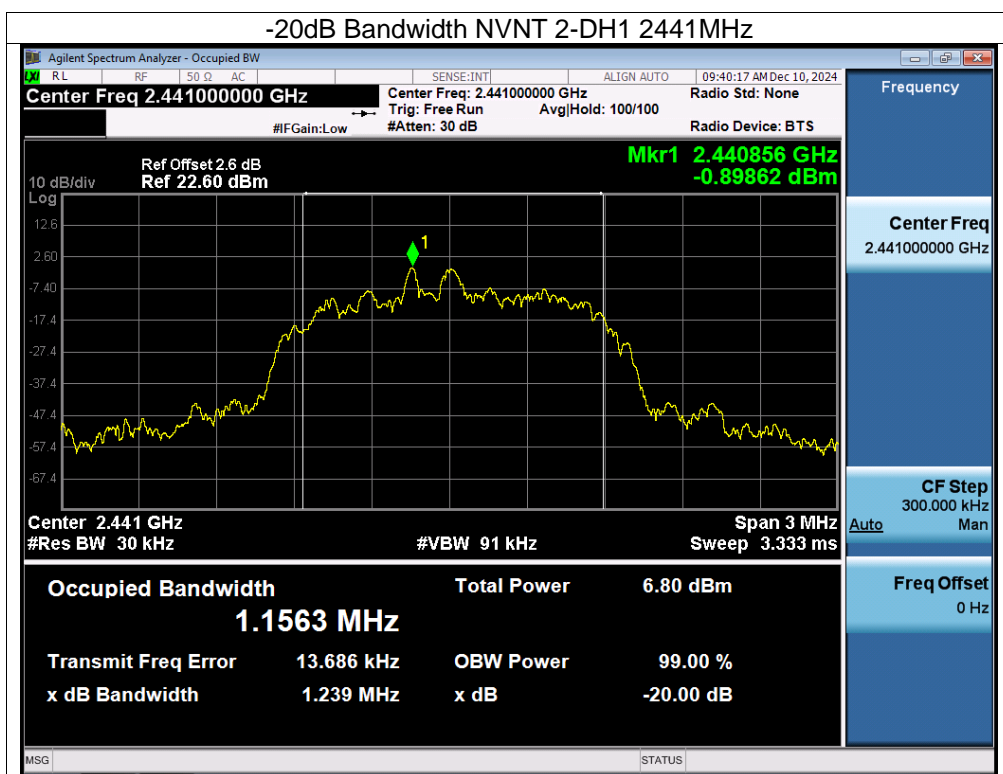 -20dB Bandwidth NVNT 2-DH1 2441MHz
Agilent Spectrum Analyzer - Occupied BW
LXI RL RF 50 Ω AC SENSE:INT ALIGN AUTO 09:40:17 AM Dec 10, 2024
Center Freq 2.441000000 GHz
Center Freq: 2.441000000 GHz Radio Std: None
Trig: Free Run Avg|Hold: 100/100
#IFGain:Low #Atten: 30 dB Radio Device: BTS
Mkr1 2.440856 GHz
-0.89862 dBm
Ref Offset 2.6 dB
10 dB/div Ref 22.60 dBm
Log
12.6
2.60
-7.40
-17.4
-27.4
-37.4
-47.4
-57.4
-67.4
1
Center 2.441 GHz Span 3 MHz
#Res BW 30 kHz #VBW 91 kHz Sweep 3.333 ms
Occupied Bandwidth Total Power 6.80 dBm
1.1563 MHz
Transmit Freq Error 13.686 kHz OBW Power 99.00 %
x dB Bandwidth 1.239 MHz x dB -20.00 dB
MSG STATUS
Frequency
Center Freq
2.441000000 GHz
CF Step
300.000 kHz
Auto Man
Freq Offset
0 Hz